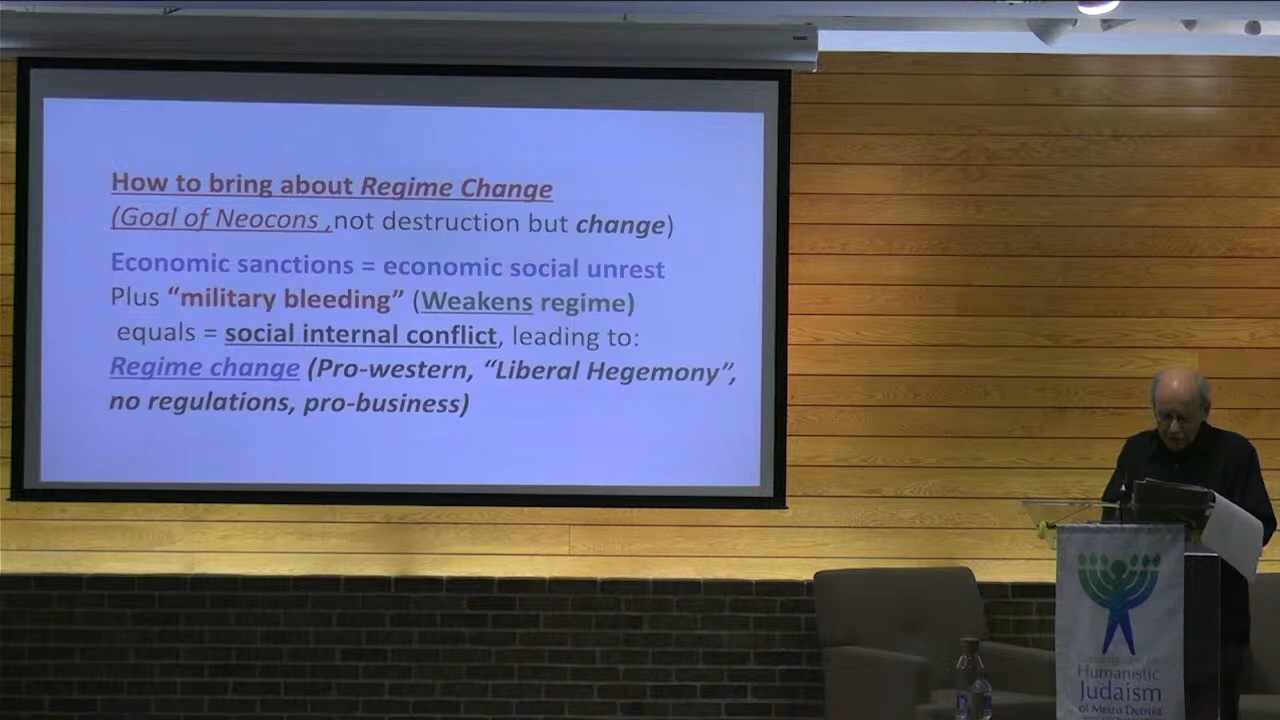 How to bring about Regime Change
(Goal of Neocons ,not destruction but change)
Economic sanctions = economic social unrest
Plus “military bleeding” (Weakens regime)
equals = social internal conflict, leading to:
Regime change (Pro-western, “Liberal Hegemony”,
no regulations, pro-business)
Humanistic
Judaism
of Metro Detroit